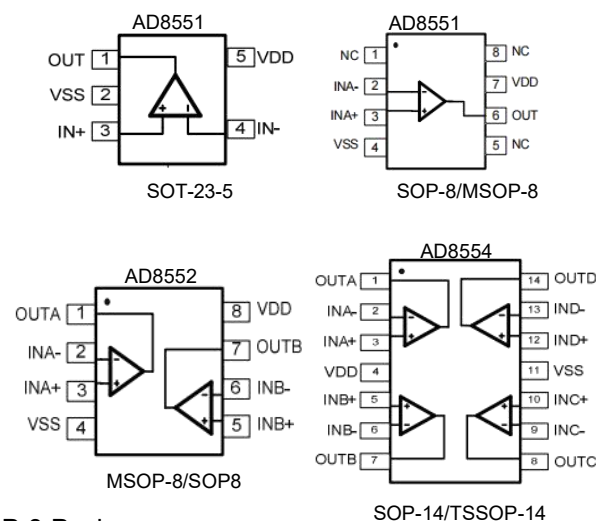 AD8551
OUT 1
5 VDD
VSS 2
IN+ 3
4 IN-
+ -
SOT-23-5
AD8551
NC 1
8 NC
INA- 2
7 VDD
INA+ 3
6 OUT
VSS 4
5 NC
- +
SOP-8/MSOP-8
AD8552
OUTA 1
8 VDD
INA- 2
7 OUTB
INA+ 3
6 INB-
VSS 4
5 INB+
- +
- +
MSOP-8/SOP8
AD8554
OUTA 1
14 OUTD
INA- 2
13 IND-
INA+ 3
12 IND+
VDD 4
11 VSS
INB+ 5
10 INC+
INB- 6
9 INC-
OUTB 7
8 OUTC
- +
- +
+ -
+ -
SOP-14/TSSOP-14